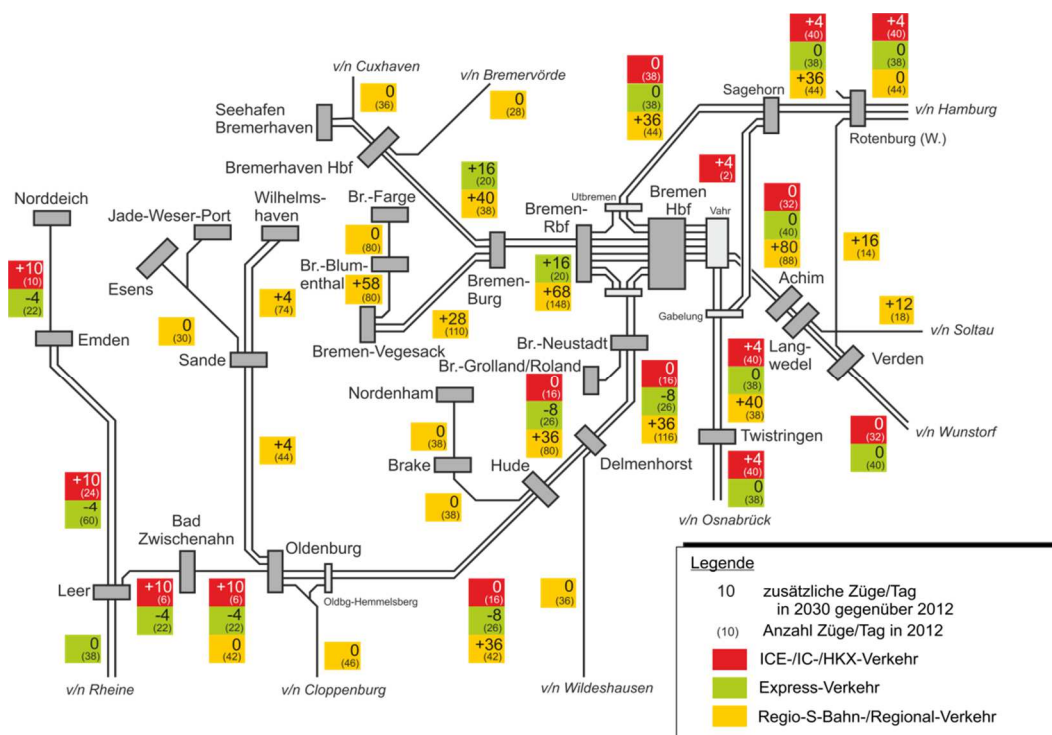 +4
(40)
0
(38)
+36
(44)
+4
(40)
0
(38)
0
(44)
v/n Cuxhaven
0
(36)
v/n Bremervörde
0
(28)
0
(38)
0
(38)
+36
(44)
Sagehorn
v/n Hamburg
Rotenburg (W.)
Seehafen
Bremerhaven
Bremerhaven Hbf
+16
(20)
+40
(38)
+4
(2)
Norddeich
Jade-Weser-Port
Wilhelms-
haven
Br.-Farge
Utbremen
Bremen-
Rbf
Bremen
Hbf
Vahr
0
(32)
0
(40)
+80
(88)
0
(80)
Br.-Blum-
enthal
+58
(80)
Bremen-
Burg
+16
(20)
+68
(148)
+16
(14)
+10
(10)
-4
(22)
Esens
+4
(74)
Achim
Gabelung
+12
(18)
v/n Soltau
Emden
0
(30)
Sande
Bremen-Vegesack
+28
(110)
Br.-Neustadt
Lang-
wedel
Verden
Br.-Grolland/Roland
+4
(40)
0
(38)
+40
(38)
Nordenham
0
(16)
-8
(26)
+36
(80)
0
(16)
-8
(26)
+36
(116)
0
(38)
+4
(44)
Brake
Hude
Delmenhorst
Twistringen
0
(32)
0
(40)
v/n Wunstorf
+10
(24)
-4
(60)
0
(38)
+4
(40)
0
(38)
v/n Osnabrück
Bad
Zwischenahn
Oldenburg
Leer
Oldbg-Hemmelsberg
+10
(6)
-4
(22)
+10
(6)
-4
(22)
0
(42)
0
(16)
-8
(26)
+36
(42)
0
(36)
0
(38)
0
(46)
v/n Rheine
v/n Cloppenburg
v/n Wildeshausen
Legende
10 zusätzliche Züge/Tag
in 2030 gegenüber 2012
(10) Anzahl Züge/Tag in 2012
ICE-/IC-/HKX-Verkehr
Express-Verkehr
Regio-S-Bahn-/Regional-Verkehr